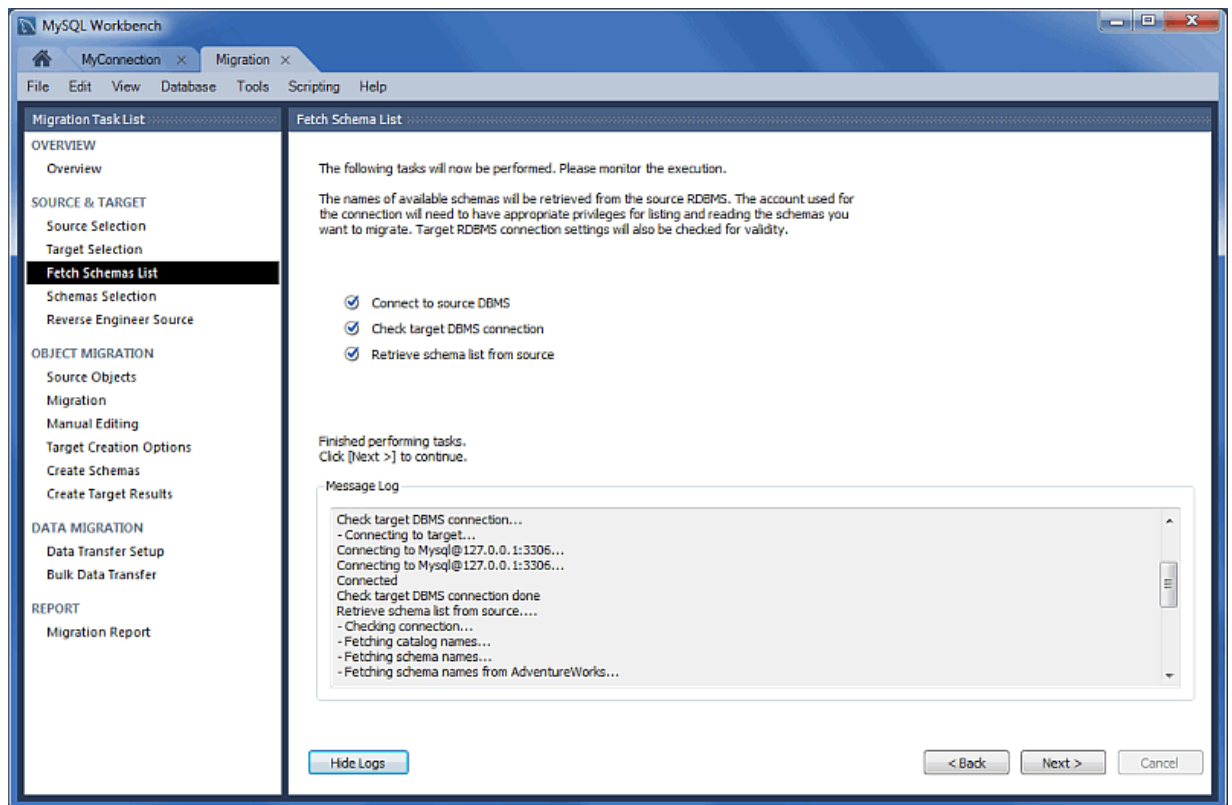 MySQL Workbench
MyConnection
Migration
File Edit View Database Tools Scripting Help
Migration Task List
OVERVIEW
Overview
SOURCE & TARGET
Source Selection
Target Selection
Fetch Schemas List
Schemas Selection
Reverse Engineer Source
OBJECT MIGRATION
Source Objects
Migration
Manual Editing
Target Creation Options
Create Schemas
Create Target Results
DATA MIGRATION
Data Transfer Setup
Bulk Data Transfer
REPORT
Migration Report
Fetch Schema List
The following tasks will now be performed. Please monitor the execution.
The names of available schemas will be retrieved from the source RDBMS. The account used for
the connection will need to have appropriate privileges for listing and reading the schemas you
want to migrate. Target RDBMS connection settings will also be checked for validity.
Connect to source DBMS
Check target DBMS connection
Retrieve schema list from source
Finished performing tasks.
Click [Next >] to continue.
Message Log
Check target DBMS connection...
- Connecting to target...
Connecting to Mysql@127.0.0.1:3306...
Connecting to Mysql@127.0.0.1:3306...
Connected
Check target DBMS connection done
Retrieve schema list from source....
- Checking connection...
- Fetching catalog names...
- Fetching schema names...
- Fetching schema names from AdventureWorks...
Hide Logs
< Back
Next >
Cancel